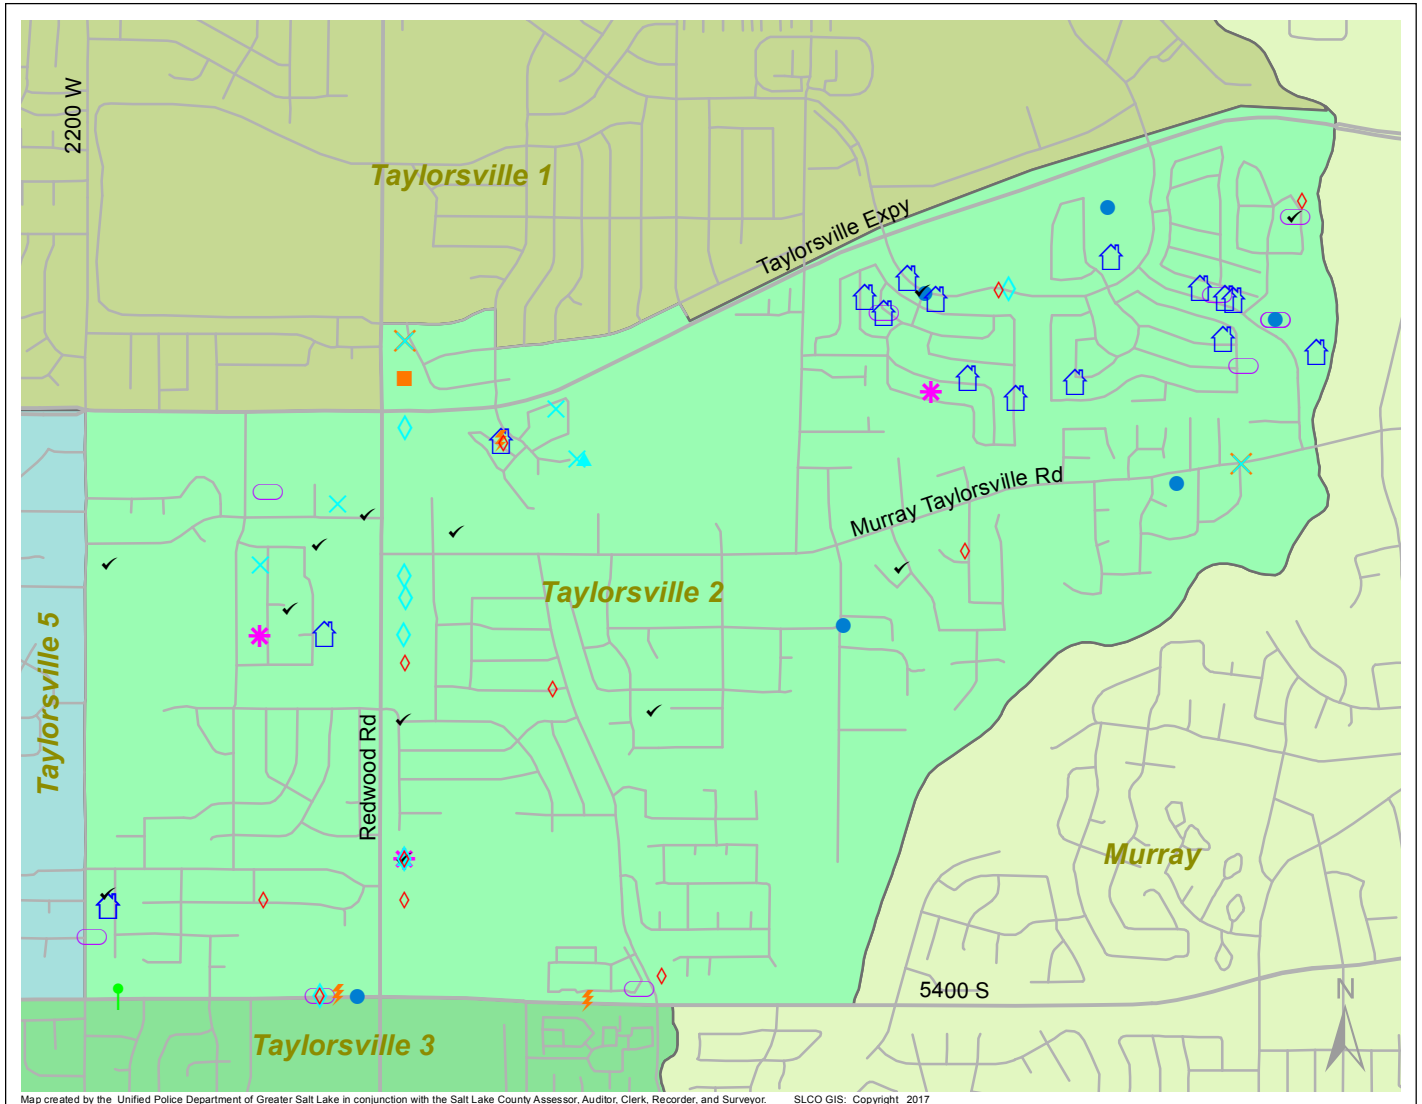 2200 W
Taylorsville 1
Taylorsville Expy
Murray Taylorsville Rd
Taylorsville 2
Taylorsville 5
Redwood Rd
Murray
5400 S
N
Taylorsville 3
Map created by the Unified Police Department of Greater Salt Lake in conjunction with the Salt Lake County Assessor, Auditor, Clerk, Recorder, and Surveyor. SLCO GIS: Copyright 2017